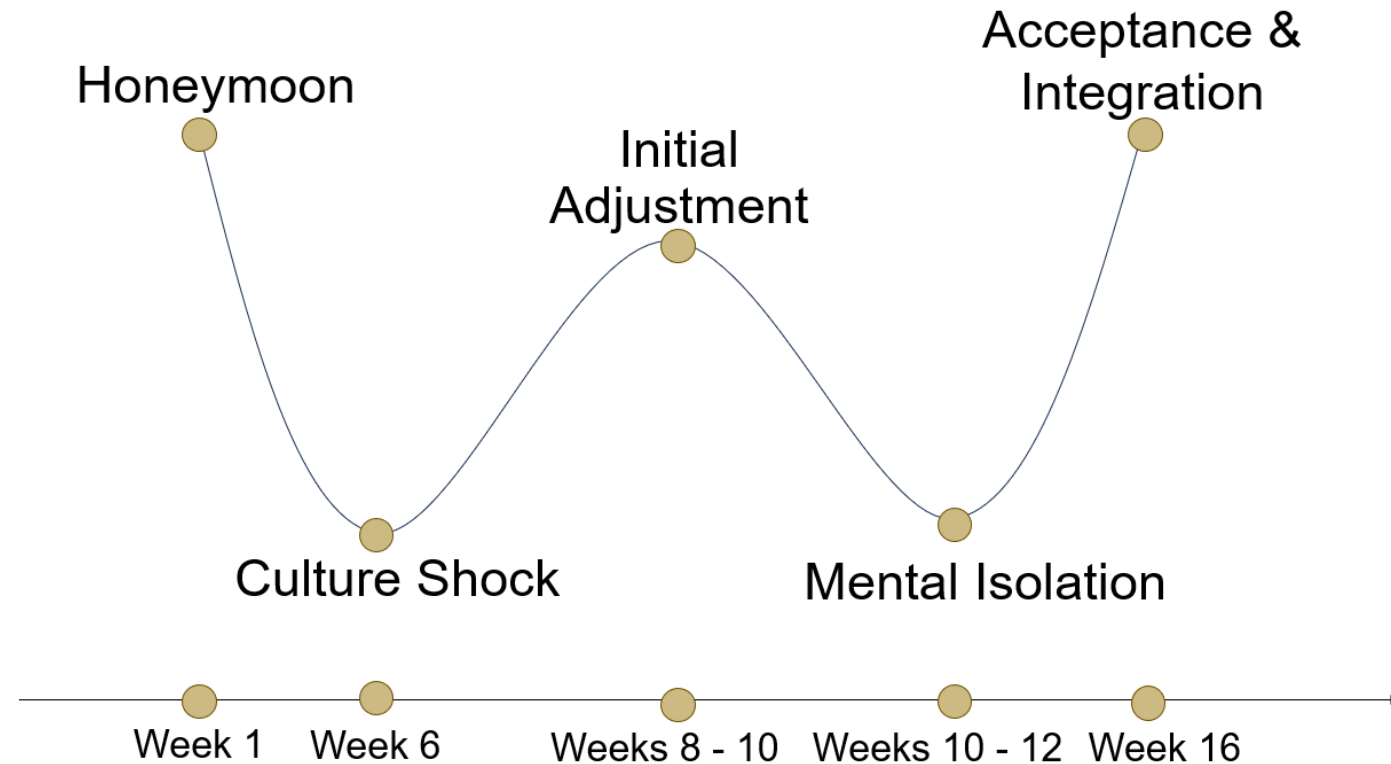 Honeymoon
Acceptance &
Integration
Initial
Adjustment
Culture Shock
Mental Isolation
Week 1
Week 6
Weeks 8 - 10
Weeks 10 - 12
Week 16